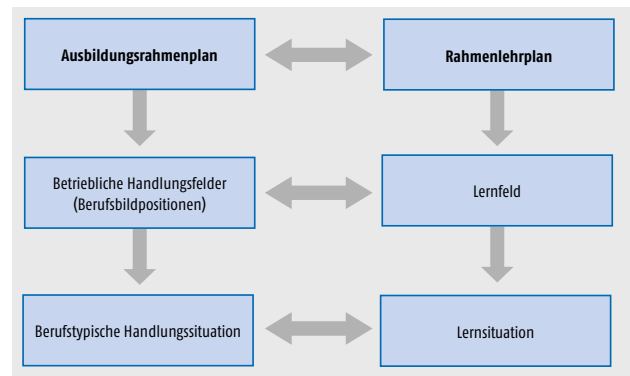 Ausbildungsrahmenplan
Rahmenlehrplan
Betriebliche Handlungsfelder
(Berufsbildpositionen)
Lernfeld
Berufstypische Handlungssituation
Lernsituation